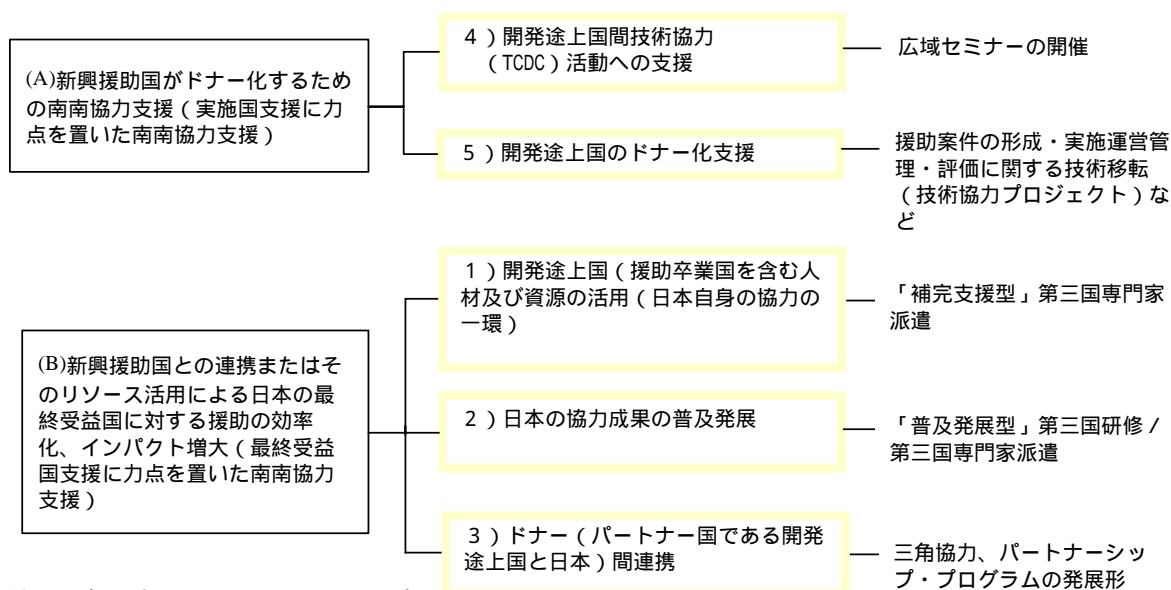 (A)新興援助国がドナー化するため
の南南協力支援（実施国支援に力
点を置いた南南協力支援）
４）開発途上国間技術協力
（TCDC）活動への支援
広域セミナーの開催
５）開発途上国のドナー化支援
援助案件の形成・実施運営管
理・評価に関する技術移転
（技術協力プロジェクト）な
ど
(B)新興援助国との連携またはそ
のリソース活用による日本の最
終受益国に対する援助の効率
化、インパクト増大（最終受益
国支援に力点を置いた南南協力
支援）
１）開発途上国（援助卒業国を含む人
材及び資源の活用（日本自身の協力の
一環）
「補完支援型」第三国専門家
派遣
２）日本の協力成果の普及発展
「普及発展型」第三国研修／
第三国専門家派遣
３）ドナー（パートナー国である開発
途上国と日本）間連携
三角協力、パートナーシッ
プ・プログラムの発展形